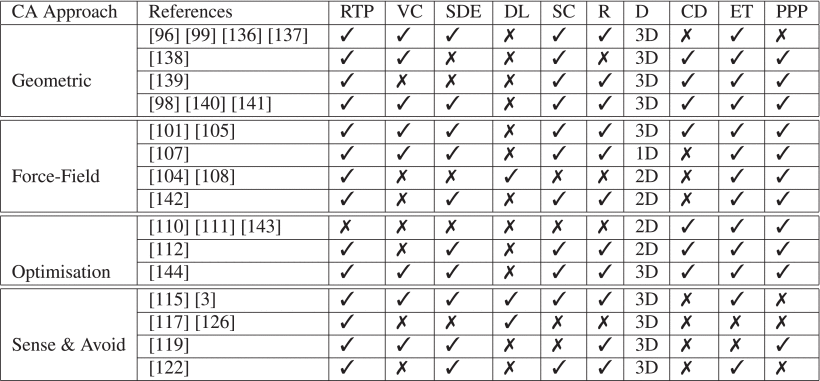 CA Approach References RTP VC SDE DL SC R D CD ET PPP
[96] [99] [136] [137] ✓ ✓ ✓ ✗ ✓ ✓ 3D ✗ ✓ ✗
[138] ✓ ✓ ✗ ✗ ✓ ✗ 3D ✓ ✓ ✓
Geometric [139] ✓ ✗ ✗ ✗ ✓ ✓ 3D ✓ ✓ ✓
[98] [140] [141] ✓ ✓ ✓ ✗ ✓ ✓ 3D ✓ ✓ ✓
[101] [105] ✓ ✓ ✓ ✗ ✓ ✓ 3D ✓ ✓ ✓
[107] ✓ ✓ ✓ ✗ ✓ ✓ 1D ✗ ✓ ✓
Force-Field [104] [108] ✓ ✗ ✗ ✓ ✗ ✗ 2D ✗ ✓ ✓
[142] ✓ ✗ ✓ ✗ ✓ ✓ 2D ✗ ✓ ✓
[110] [111] [143] ✗ ✗ ✗ ✗ ✗ ✗ 2D ✓ ✓ ✓
[112] ✓ ✗ ✓ ✗ ✓ ✓ 2D ✓ ✓ ✓
Optimisation [144] ✓ ✓ ✓ ✗ ✓ ✓ 3D ✓ ✓ ✓
[115] [3] ✓ ✓ ✓ ✓ ✓ ✓ 3D ✗ ✓ ✗
[117] [126] ✓ ✗ ✗ ✓ ✗ ✗ 3D ✗ ✗ ✗
Sense & Avoid [119] ✓ ✓ ✓ ✗ ✗ ✓ 3D ✗ ✗ ✓
[122] ✓ ✗ ✓ ✗ ✓ ✓ 3D ✗ ✓ ✗